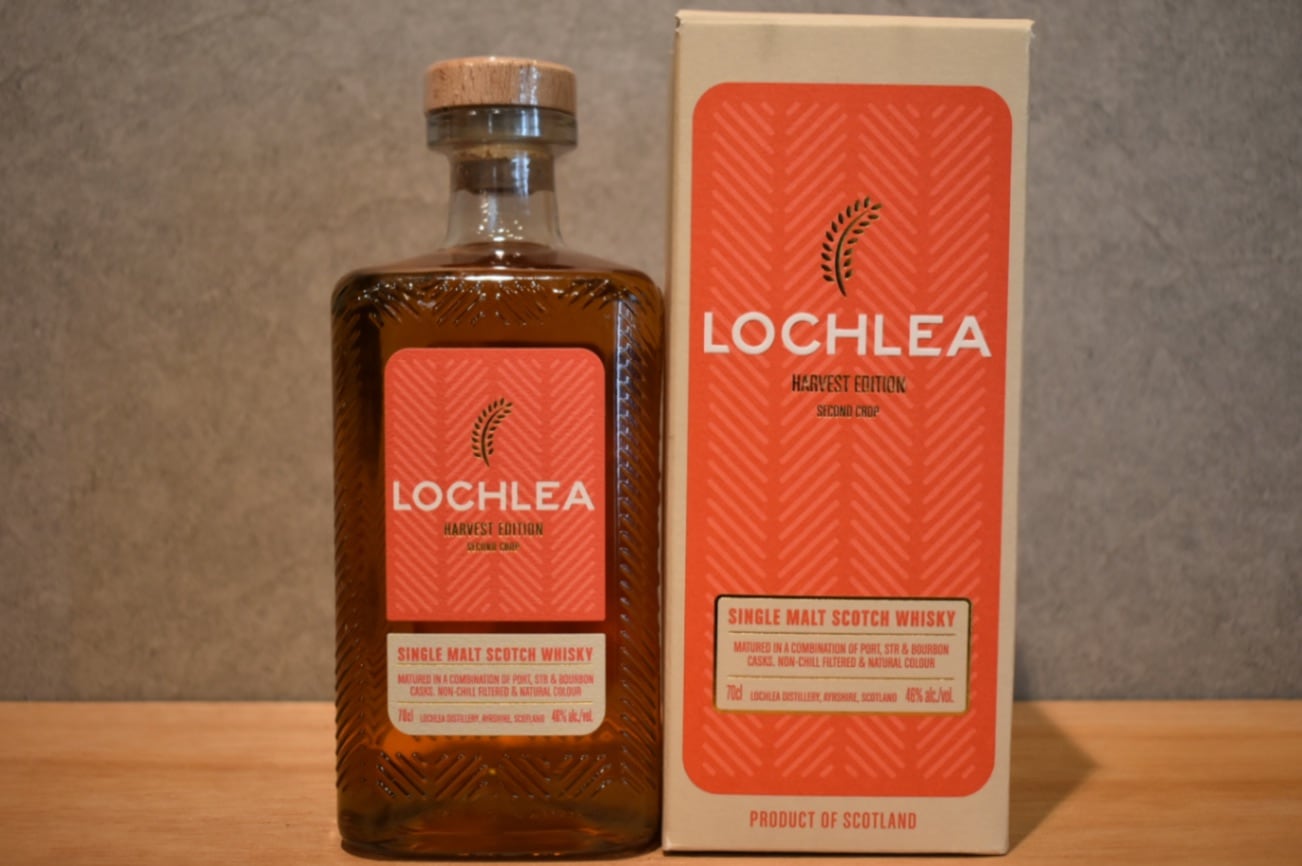 LOCHLEA
HARVEST EDITION
SECOND CROP
SINGLE MALT SCOTCH WHISKY
MATURED IN A COMBINATION OF PORT, STR & BOURBON
CASKS. NON-CHILL FILTERED & NATURAL COLOUR
70cl LOCHLEA DISTILLERY, AYRSHIRE, SCOTLAND 46% alc./vol.
LOCHLEA
HARVEST EDITION
SECOND CROP
SINGLE MALT SCOTCH WHISKY
MATURED IN A COMBINATION OF PORT, STR & BOURBON
CASKS. NON-CHILL FILTERED & NATURAL COLOUR
70cl LOCHLEA DISTILLERY, AYRSHIRE, SCOTLAND 46% alc./vol.
PRODUCT OF SCOTLAND